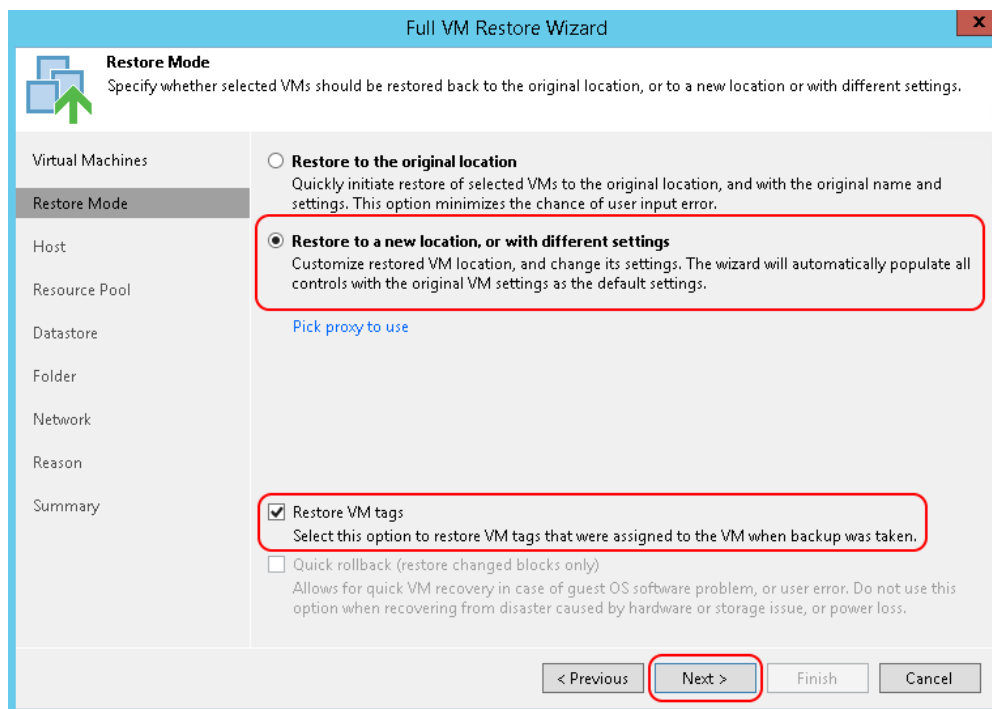 Full VM Restore Wizard
x
Restore Mode
Specify whether selected VMs should be restored back to the original location, or to a new location or with different settings.
Virtual Machines
Restore Mode
Host
Resource Pool
Datastore
Folder
Network
Reason
Summary
Restore to the original location
Quickly initiate restore of selected VMs to the original location, and with the original name and
settings. This option minimizes the chance of user input error.
Restore to a new location, or with different settings
Customize restored VM location, and change its settings. The wizard will automatically populate all
controls with the original VM settings as the default settings.
Pick proxy to use
Restore VM tags
Select this option to restore VM tags that were assigned to the VM when backup was taken.
Quick rollback (restore changed blocks only)
Allows for quick VM recovery in case of guest OS software problem, or user error. Do not use this
option when recovering from disaster caused by hardware or storage issue, or power loss.
< Previous
Next >
Finish
Cancel